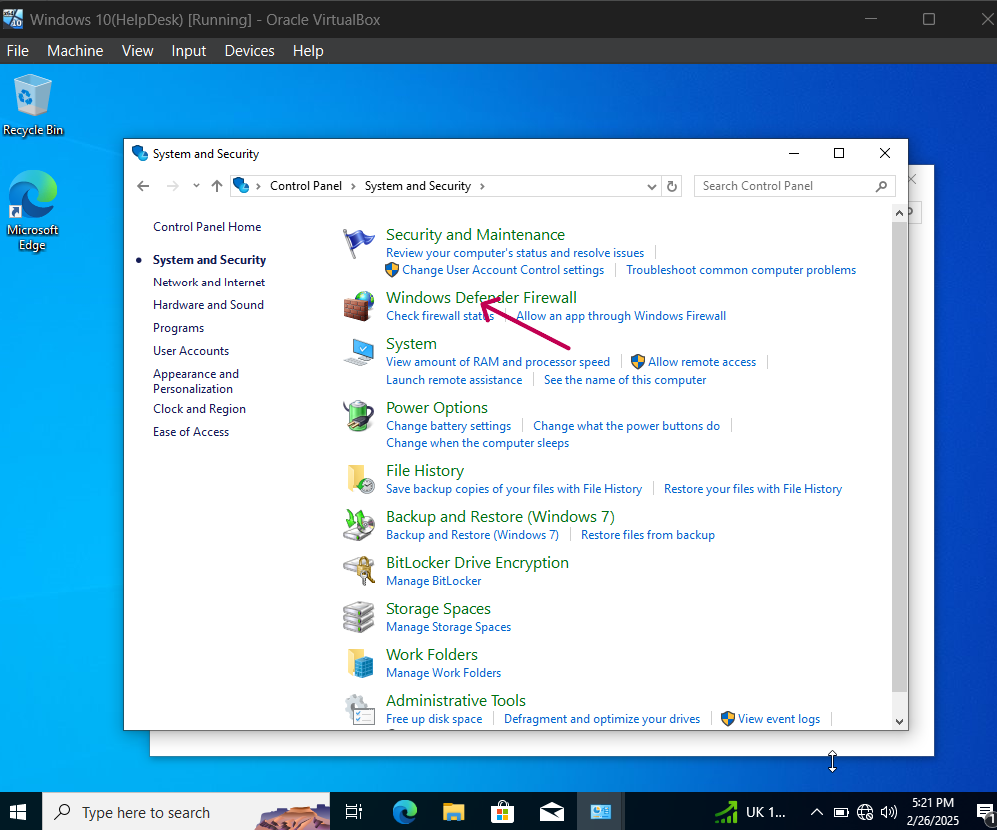 Windows 10(HelpDesk) [Running] - Oracle VirtualBox
File Machine View Input Devices Help
Recycle Bin
Microsoft
Edge
System and Security
Control Panel System and Security
Search Control Panel
Control Panel Home
System and Security
Network and Internet
Hardware and Sound
Programs
User Accounts
Appearance and
Personalization
Clock and Region
Ease of Access
Security and Maintenance
Review your computer's status and resolve issues
Change User Account Control settings Troubleshoot common computer problems
Windows Defender Firewall
Check firewall status Allow an app through Windows Firewall
System
View amount of RAM and processor speed Allow remote access
Launch remote assistance See the name of this computer
Power Options
Change battery settings Change what the power buttons do
Change when the computer sleeps
File History
Save backup copies of your files with File History Restore your files with File History
Backup and Restore (Windows 7)
Backup and Restore (Windows 7) Restore files from backup
BitLocker Drive Encryption
Manage BitLocker
Storage Spaces
Manage Storage Spaces
Work Folders
Manage Work Folders
Administrative Tools
Free up disk space Defragment and optimize your drives View event logs
Type here to search
UK 1...
5:21 PM
2/26/2025
1